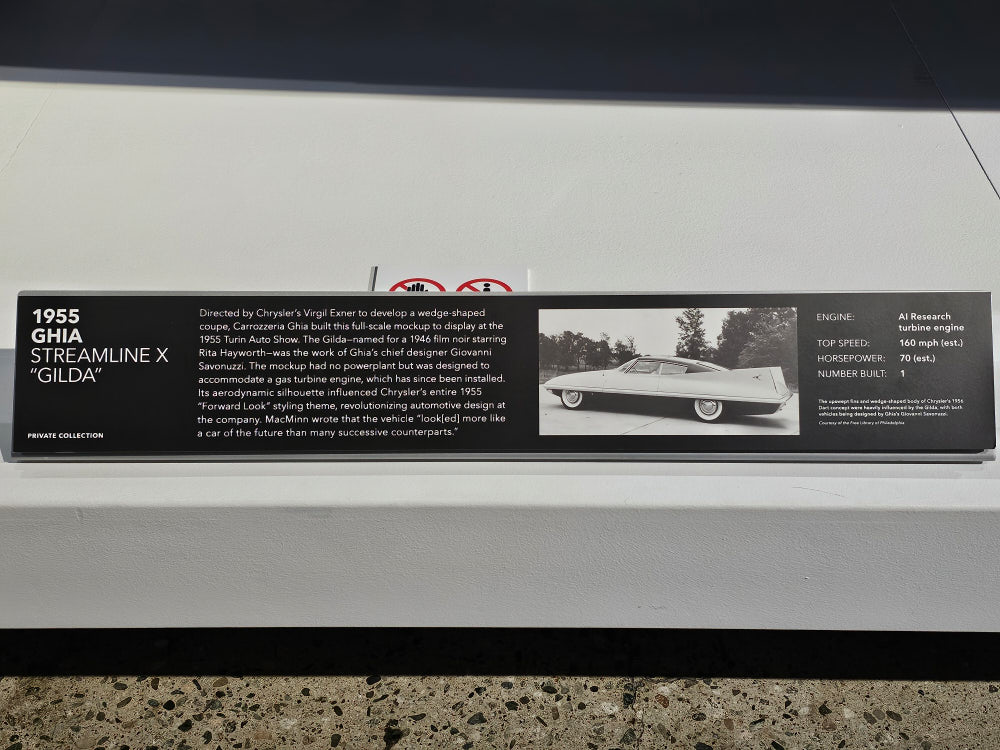 1955
GHIA
STREAMLINE X
"GILDA"
PRIVATE COLLECTION
Directed by Chrysler's Virgil Exner to develop a wedge-shaped
coupe, Carrozzeria Ghia built this full-scale mockup to display at the
1955 Turin Auto Show. The Gilda—named for a 1946 film noir starring
Rita Hayworth—was the work of Ghia's chief designer Giovanni
Savonuzzi. The mockup had no powerplant but was designed to
accommodate a gas turbine engine, which has since been installed.
Its aerodynamic silhouette influenced Chrysler's entire 1955
"Forward Look" styling theme, revolutionizing automotive design at
the company. MacMinn wrote that the vehicle "look[ed] more like
a car of the future than many successive counterparts."
ENGINE: AI Research
turbine engine
TOP SPEED: 160 mph (est.)
HORSEPOWER: 70 (est.)
NUMBER BUILT: 1
The upswept fins and wedge-shaped body of Chrysler's 1956
Dart concept were heavily influenced by the Gilda, with both
vehicles being designed by Ghia's Giovanni Savonuzzi.
Courtesy of the Free Library of Philadelphia